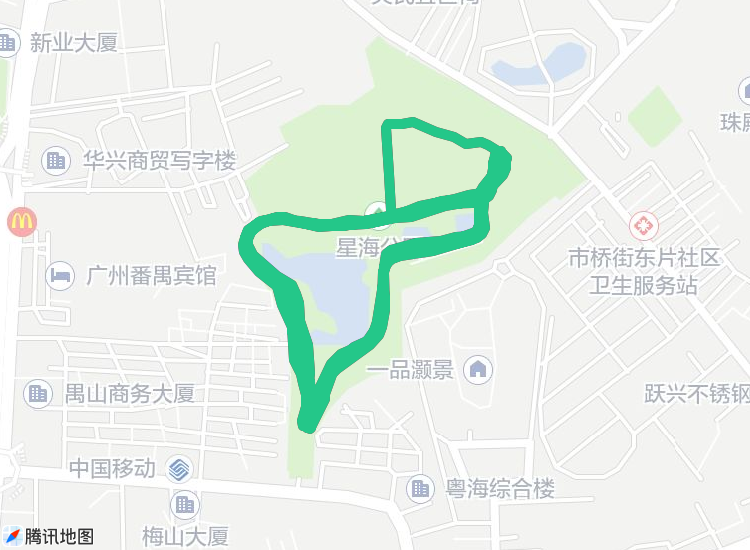 新业大厦
华兴商贸写字楼
星海公
市桥街东片社区
卫生服务站
广州番禺宾馆
一品灏景
禺山商务大厦
跃兴不锈钢
中国移动
粤海综合楼
梅山大厦
腾讯地图